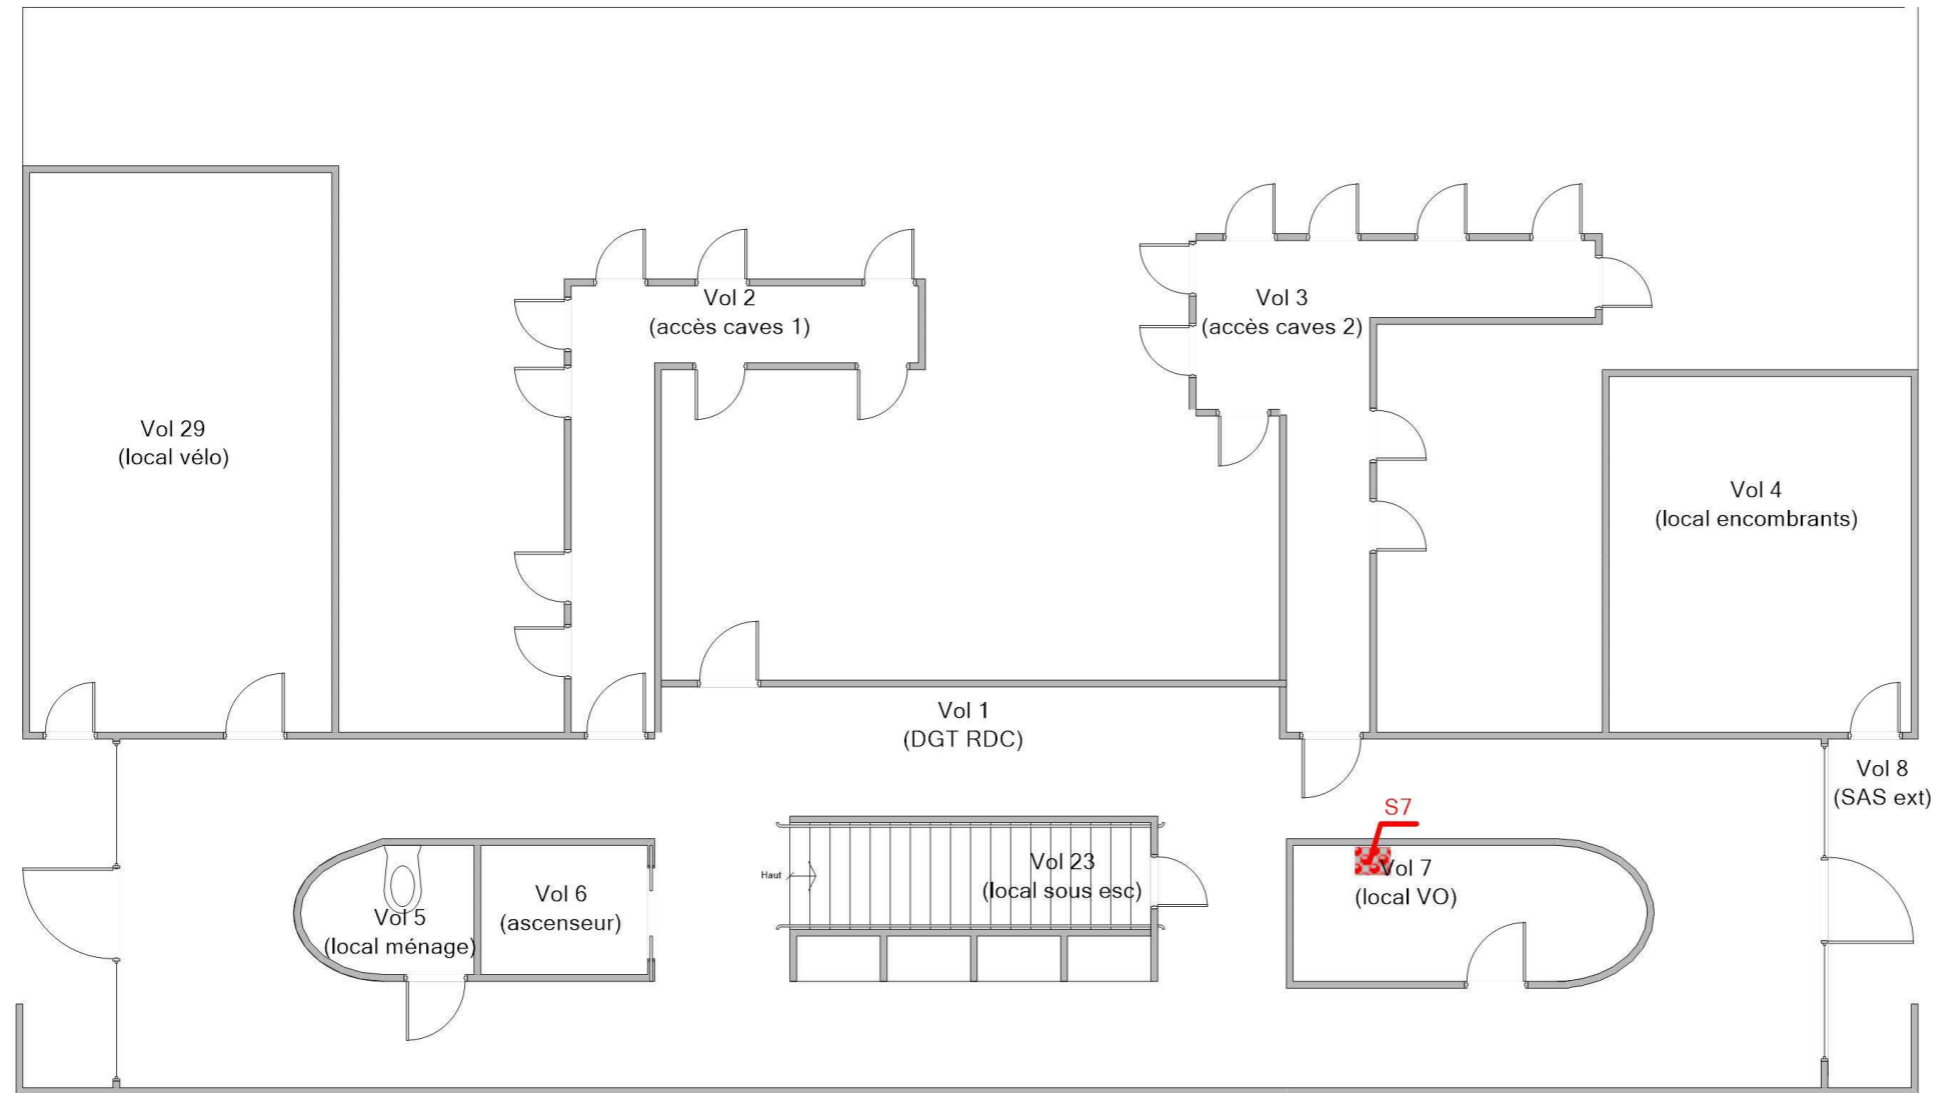 Vol 2
(accès caves 1)
Vol 3
(accès caves 2)
Vol 29
(local vélo)
Vol 4
(local encombrants)
Vol 1
(DGT RDC)
Vol 8
(SAS ext)
S7
Vol 23
(local sous esc)
Haut
Vol 7
(local VO)
Vol 6
(ascenseur)
Vol 5
(local ménage)